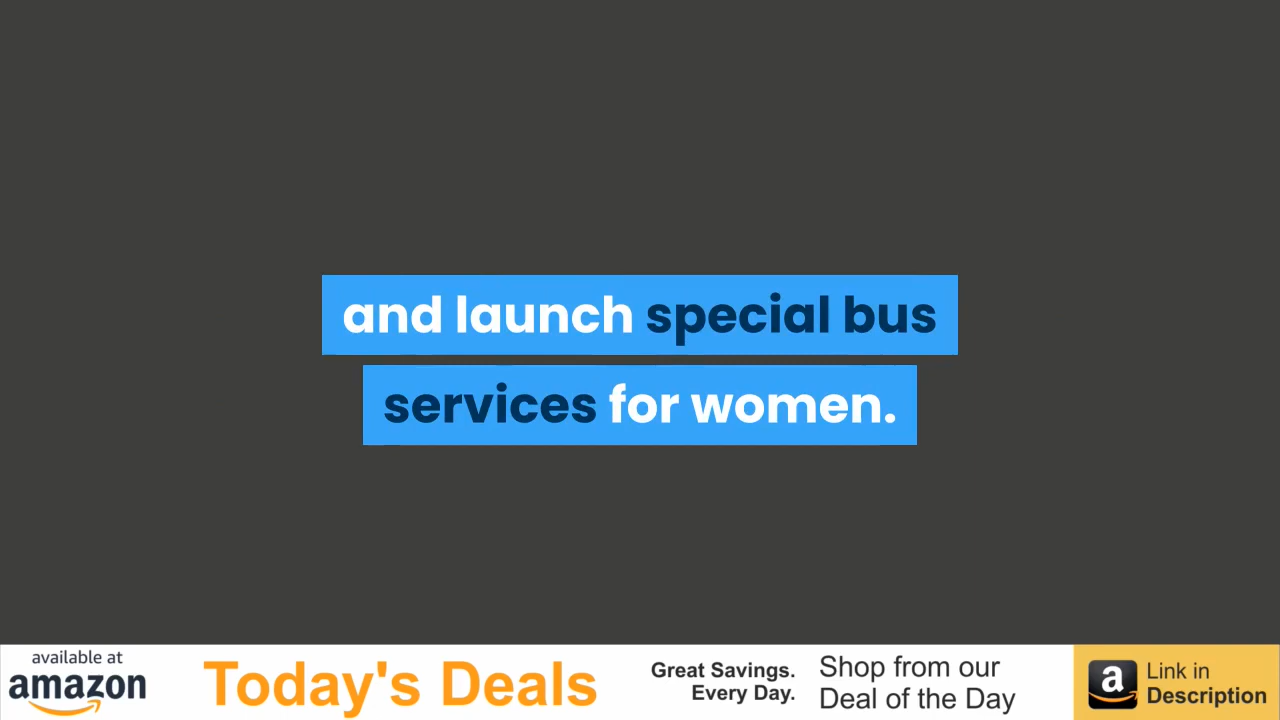 and launch special bus
services for women.
available at
amazon
Today's Deals
Great Savings.
Every Day.
Shop from our
Deal of the Day
a
Link in
Description